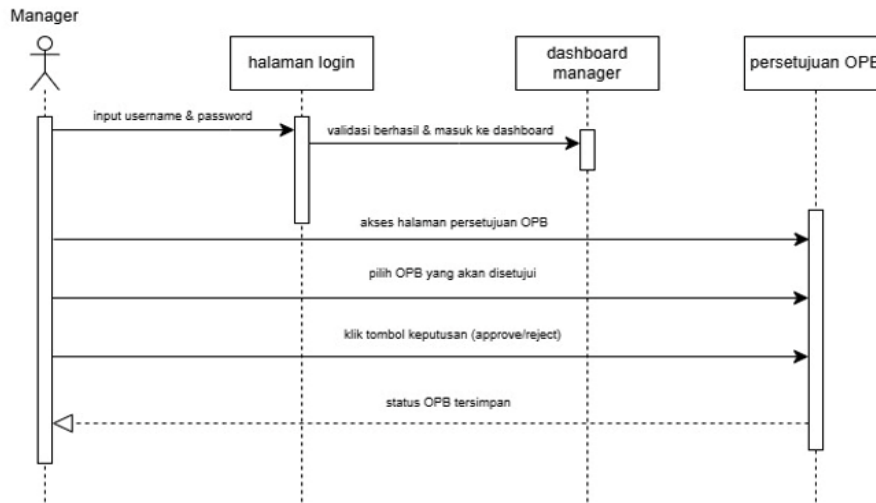 Manager
halaman login
dashboard
manager
persetujuan OPB
input username & password
validasi berhasil & masuk ke dashboard
akses halaman persetujuan OPB
pilih OPB yang akan disetujui
klik tombol keputusan (approve/reject)
status OPB tersimpan